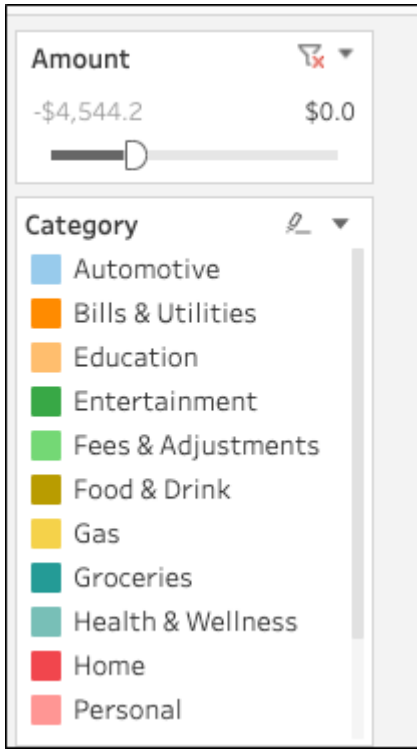 Amount
-$4,544.2 $0.0
Category
Automotive
Bills & Utilities
Education
Entertainment
Fees & Adjustments
Food & Drink
Gas
Groceries
Health & Wellness
Home
Personal